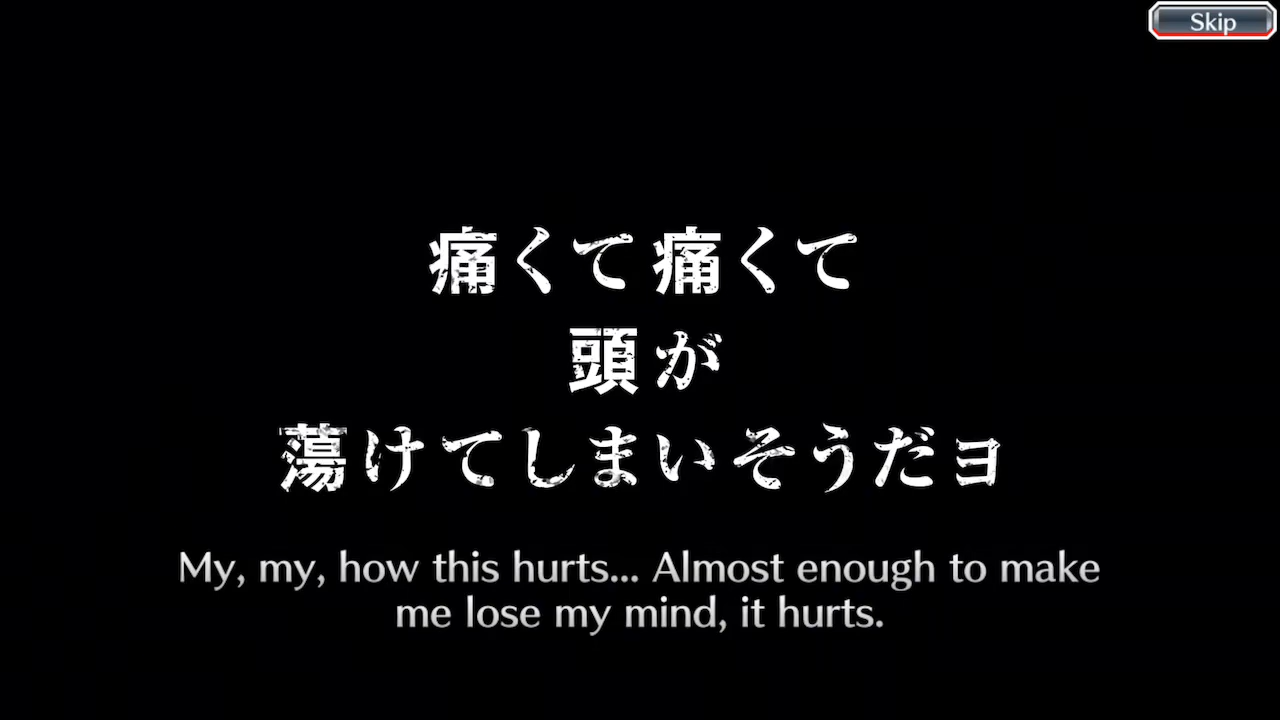 Skip
痛くて痛くて
頭が
蕩けてしまいそうだヨ
My, my, how this hurts... Almost enough to make
me lose my mind, it hurts.